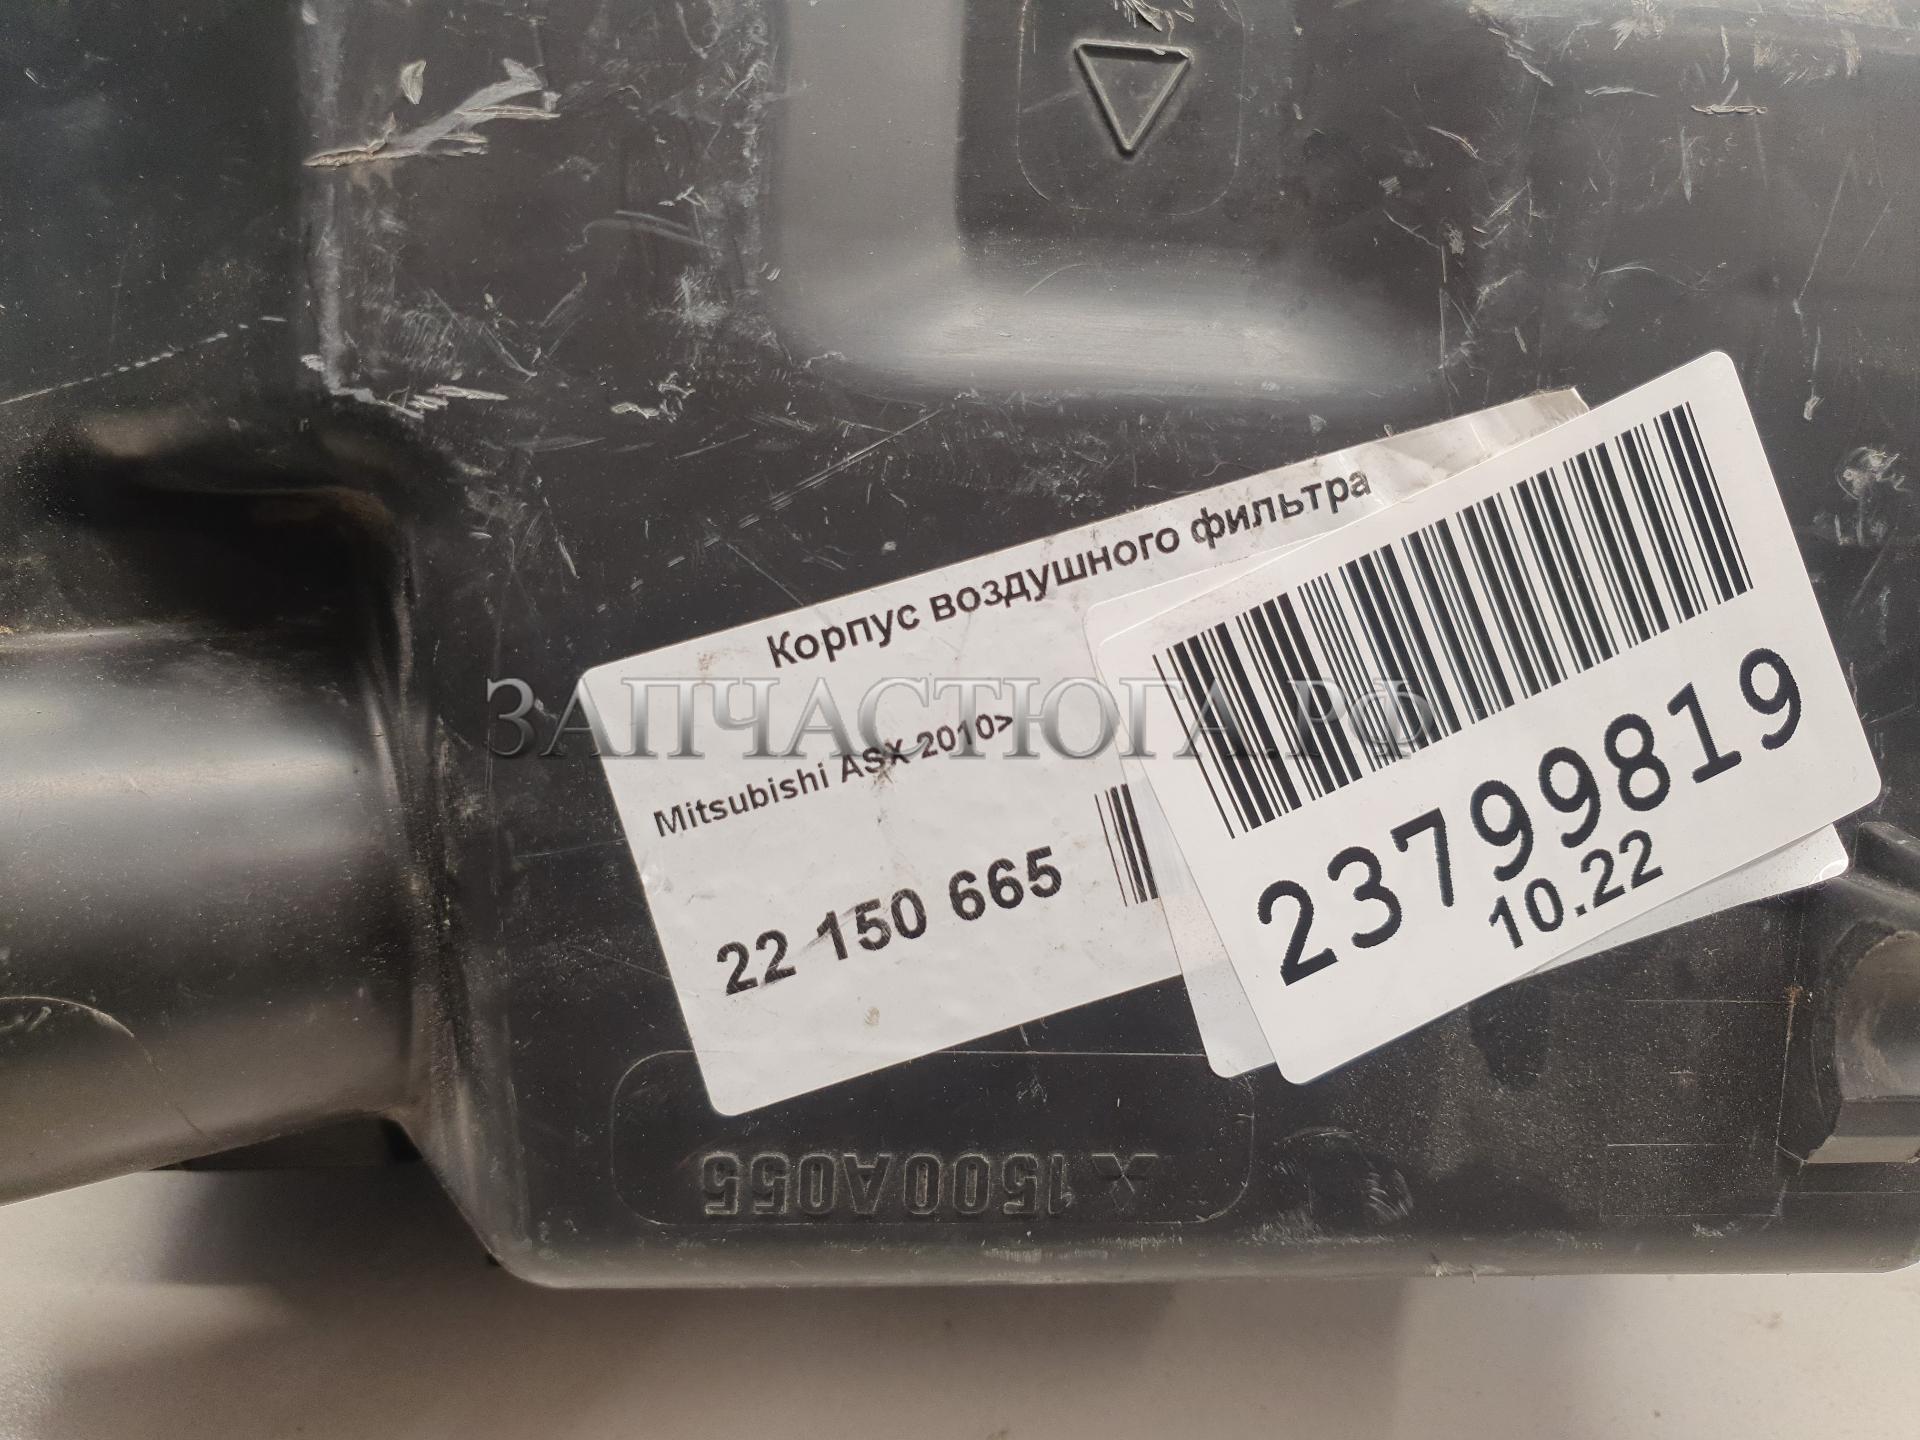 Корпус воздушного фильтра
Mitsubishi ASX 2010>
22 150 665
23799819
10.22
ЗАПЧАСТЮГА.РФ
1500A055